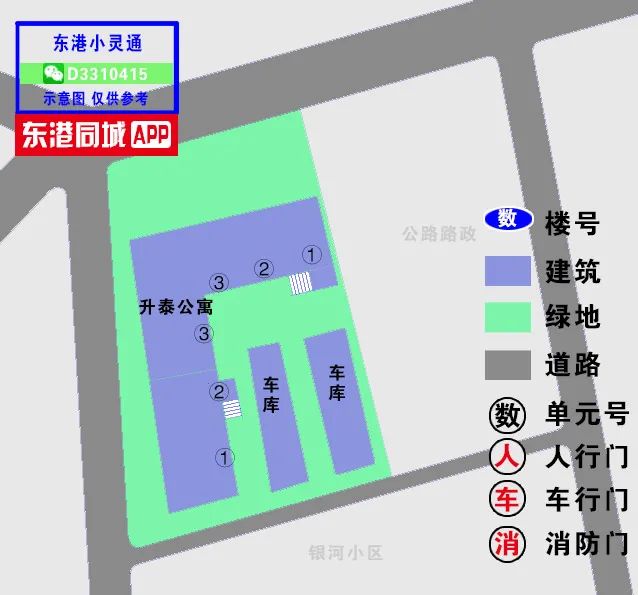 东港小灵通
D3310415
示意图 仅供参考
东港同城APP
公路路政
数 楼号
建筑
绿地
道路
数 单元号
人 人行门
车 车行门
消 消防门
①
②
③
升泰公寓
③
②
①
车库
车库
银河小区